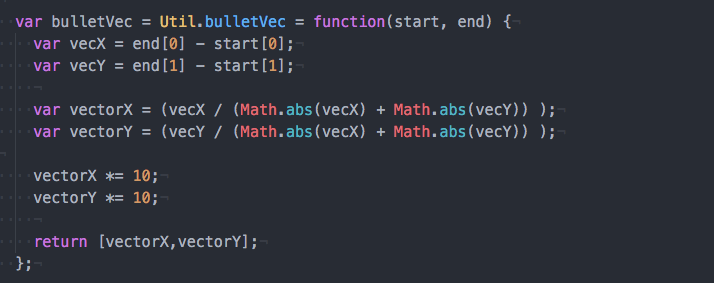 var bulletVec = Util.bulletVec = function(start, end) {
var vecX = end[0] - start[0];
var vecY = end[1] - start[1];
var vectorX = (vecX / (Math.abs(vecX) + Math.abs(vecY)) );
var vectorY = (vecY / (Math.abs(vecX) + Math.abs(vecY)) );
vectorX *= 10;
vectorY *= 10;
return [vectorX,vectorY];
};